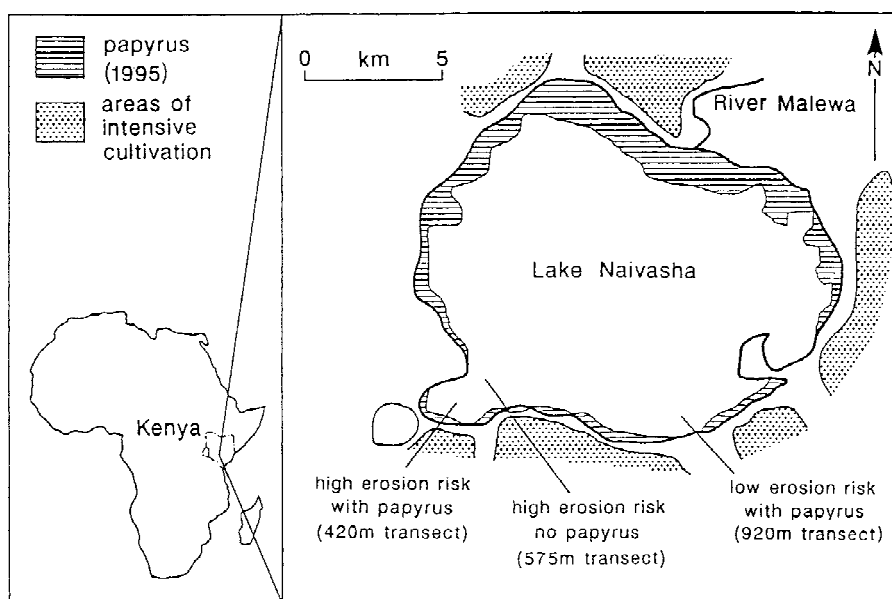 papyrus
(1995)
areas of
intensive
cultivation
Kenya
0 km 5
N
River Malewa
Lake Naivasha
high erosion risk
with papyrus
(420m transect)
high erosion risk
no papyrus
(575m transect)
low erosion risk
with papyrus
(920m transect)